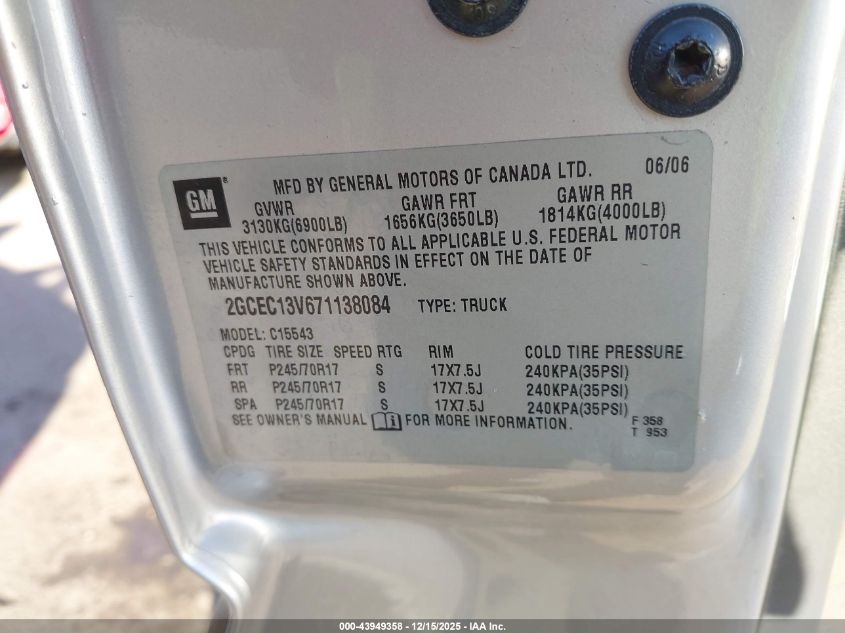 GM ®
MFD BY GENERAL MOTORS OF CANADA LTD. 06/06
GVWR GAWR FRT GAWR RR
3130KG(6900LB) 1656KG(3650LB) 1814KG(4000LB)
THIS VEHICLE CONFORMS TO ALL APPLICABLE U.S. FEDERAL MOTOR
VEHICLE SAFETY STANDARDS IN EFFECT ON THE DATE OF
MANUFACTURE SHOWN ABOVE.
2GCEC13V671138084 TYPE: TRUCK
MODEL: C15543
CPDG TIRE SIZE SPEED RTG RIM COLD TIRE PRESSURE
FRT P245/70R17 S 17X7.5J 240KPA(35PSI)
RR P245/70R17 S 17X7.5J 240KPA(35PSI)
SPA P245/70R17 S 17X7.5J 240KPA(35PSI)
SEE OWNER'S MANUAL FOR MORE INFORMATION. F 358
T 953
000-43949358 - 12/15/2025 - IAA Inc.